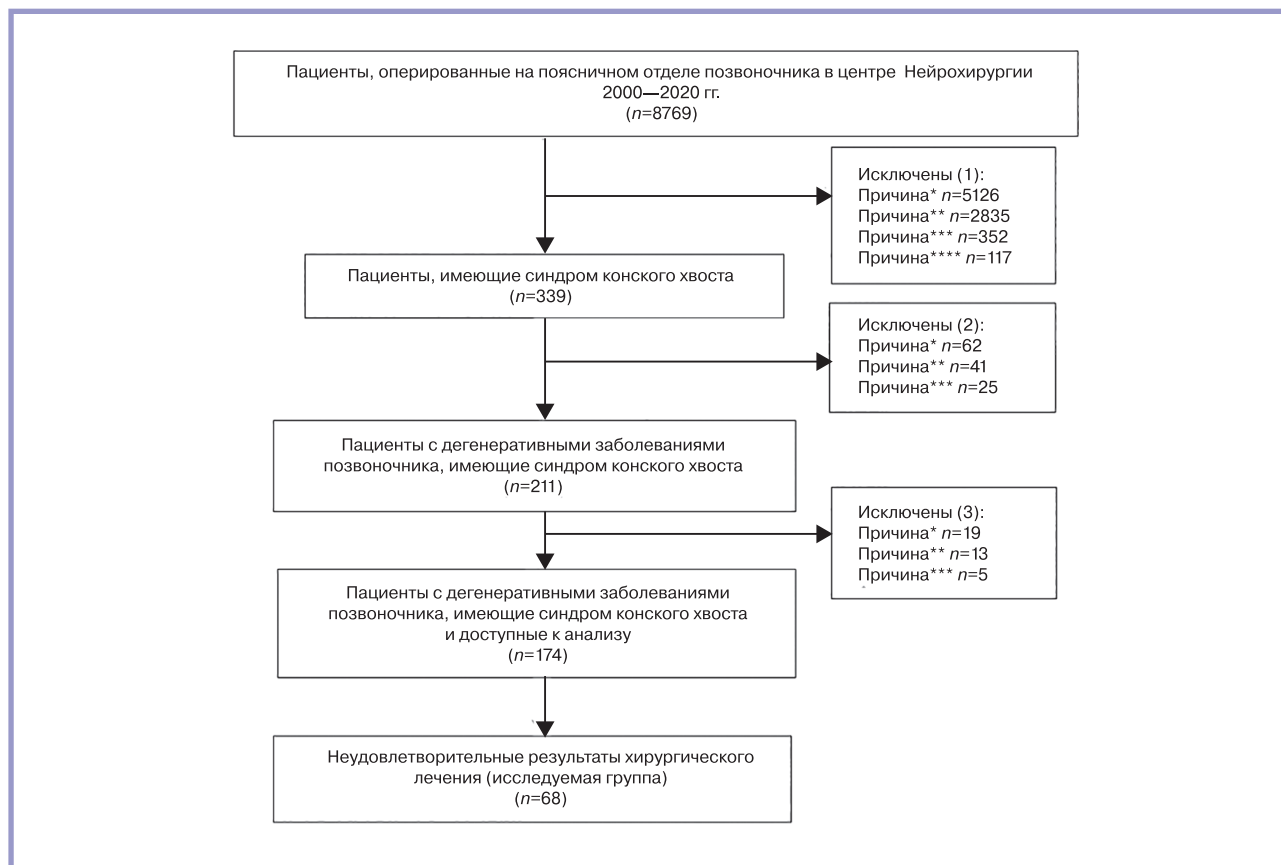 Пациенты, оперированные на поясничном отделе позвоночника в центре Нейрохирургии
2000—2020 гг.
(n=8769)
Исключены (1):
Причина* n=5126
Причина** n=2835
Причина*** n=352
Причина**** n=117
Пациенты, имеющие синдром конского хвоста
(n=339)
Исключены (2):
Причина* n=62
Причина** n=41
Причина*** n=25
Пациенты с дегенеративными заболеваниями
позвоночника, имеющие синдром конского хвоста
(n=211)
Исключены (3):
Причина* n=19
Причина** n=13
Причина*** n=5
Пациенты с дегенеративными заболеваниями
позвоночника, имеющие синдром конского хвоста
и доступные к анализу
(n=174)
Неудовлетворительные результаты хирургического
лечения (исследуемая группа)
(n=68)